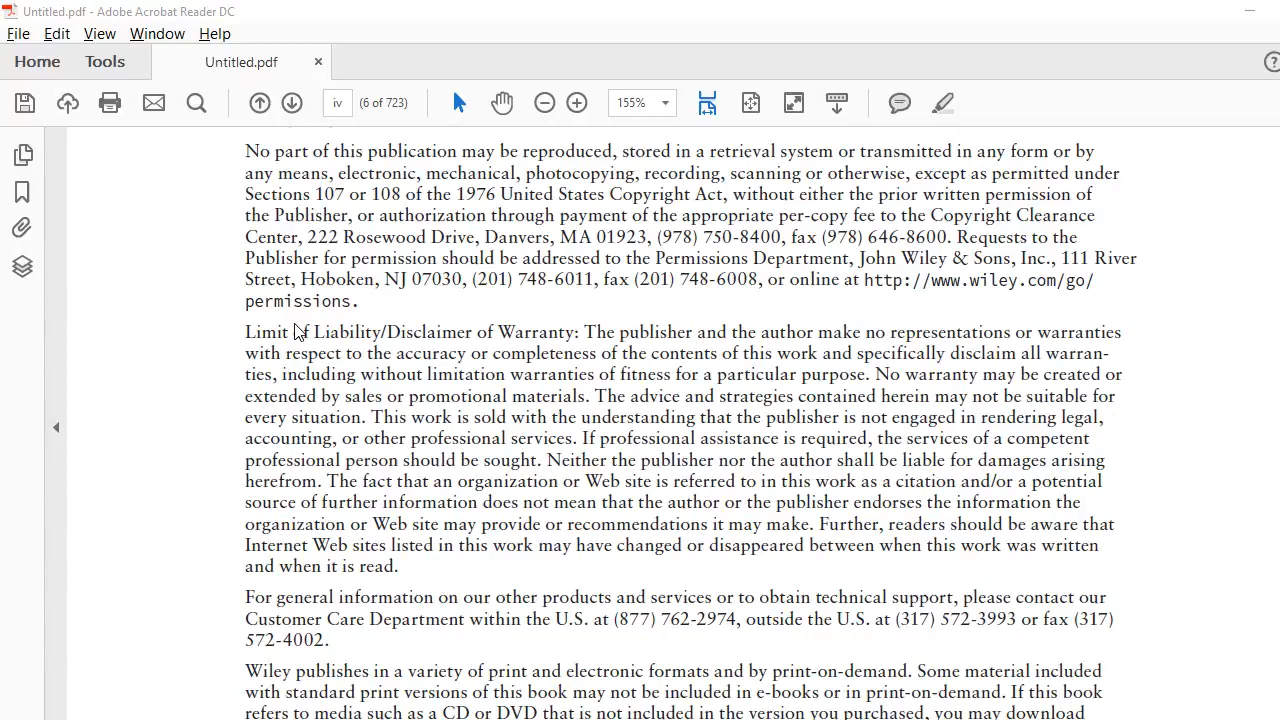 Untitled.pdf - Adobe Acrobat Reader DC
File Edit View Window Help
Home Tools Untitled.pdf ×
iv (6 of 723) 155%
No part of this publication may be reproduced, stored in a retrieval system or transmitted in any form or by
any means, electronic, mechanical, photocopying, recording, scanning or otherwise, except as permitted under
Sections 107 or 108 of the 1976 United States Copyright Act, without either the prior written permission of
the Publisher, or authorization through payment of the appropriate per-copy fee to the Copyright Clearance
Center, 222 Rosewood Drive, Danvers, MA 01923, (978) 750-8400, fax (978) 646-8600. Requests to the
Publisher for permission should be addressed to the Permissions Department, John Wiley & Sons, Inc., 111 River
Street, Hoboken, NJ 07030, (201) 748-6011, fax (201) 748-6008, or online at http://www.wiley.com/go/
permissions.
Limit of Liability/Disclaimer of Warranty: The publisher and the author make no representations or warranties
with respect to the accuracy or completeness of the contents of this work and specifically disclaim all warran-
ties, including without limitation warranties of fitness for a particular purpose. No warranty may be created or
extended by sales or promotional materials. The advice and strategies contained herein may not be suitable for
every situation. This work is sold with the understanding that the publisher is not engaged in rendering legal,
accounting, or other professional services. If professional assistance is required, the services of a competent
professional person should be sought. Neither the publisher nor the author shall be liable for damages arising
herefrom. The fact that an organization or Web site is referred to in this work as a citation and/or a potential
source of further information does not mean that the author or the publisher endorses the information the
organization or Web site may provide or recommendations it may make. Further, readers should be aware that
Internet Web sites listed in this work may have changed or disappeared between when this work was written
and when it is read.
For general information on our other products and services or to obtain technical support, please contact our
Customer Care Department within the U.S. at (877) 762-2974, outside the U.S. at (317) 572-3993 or fax (317)
572-4002.
Wiley publishes in a variety of print and electronic formats and by print-on-demand. Some material included
with standard print versions of this book may not be included in e-books or in print-on-demand. If this book
refers to media such as a CD or DVD that is not included in the version you purchased, you may download